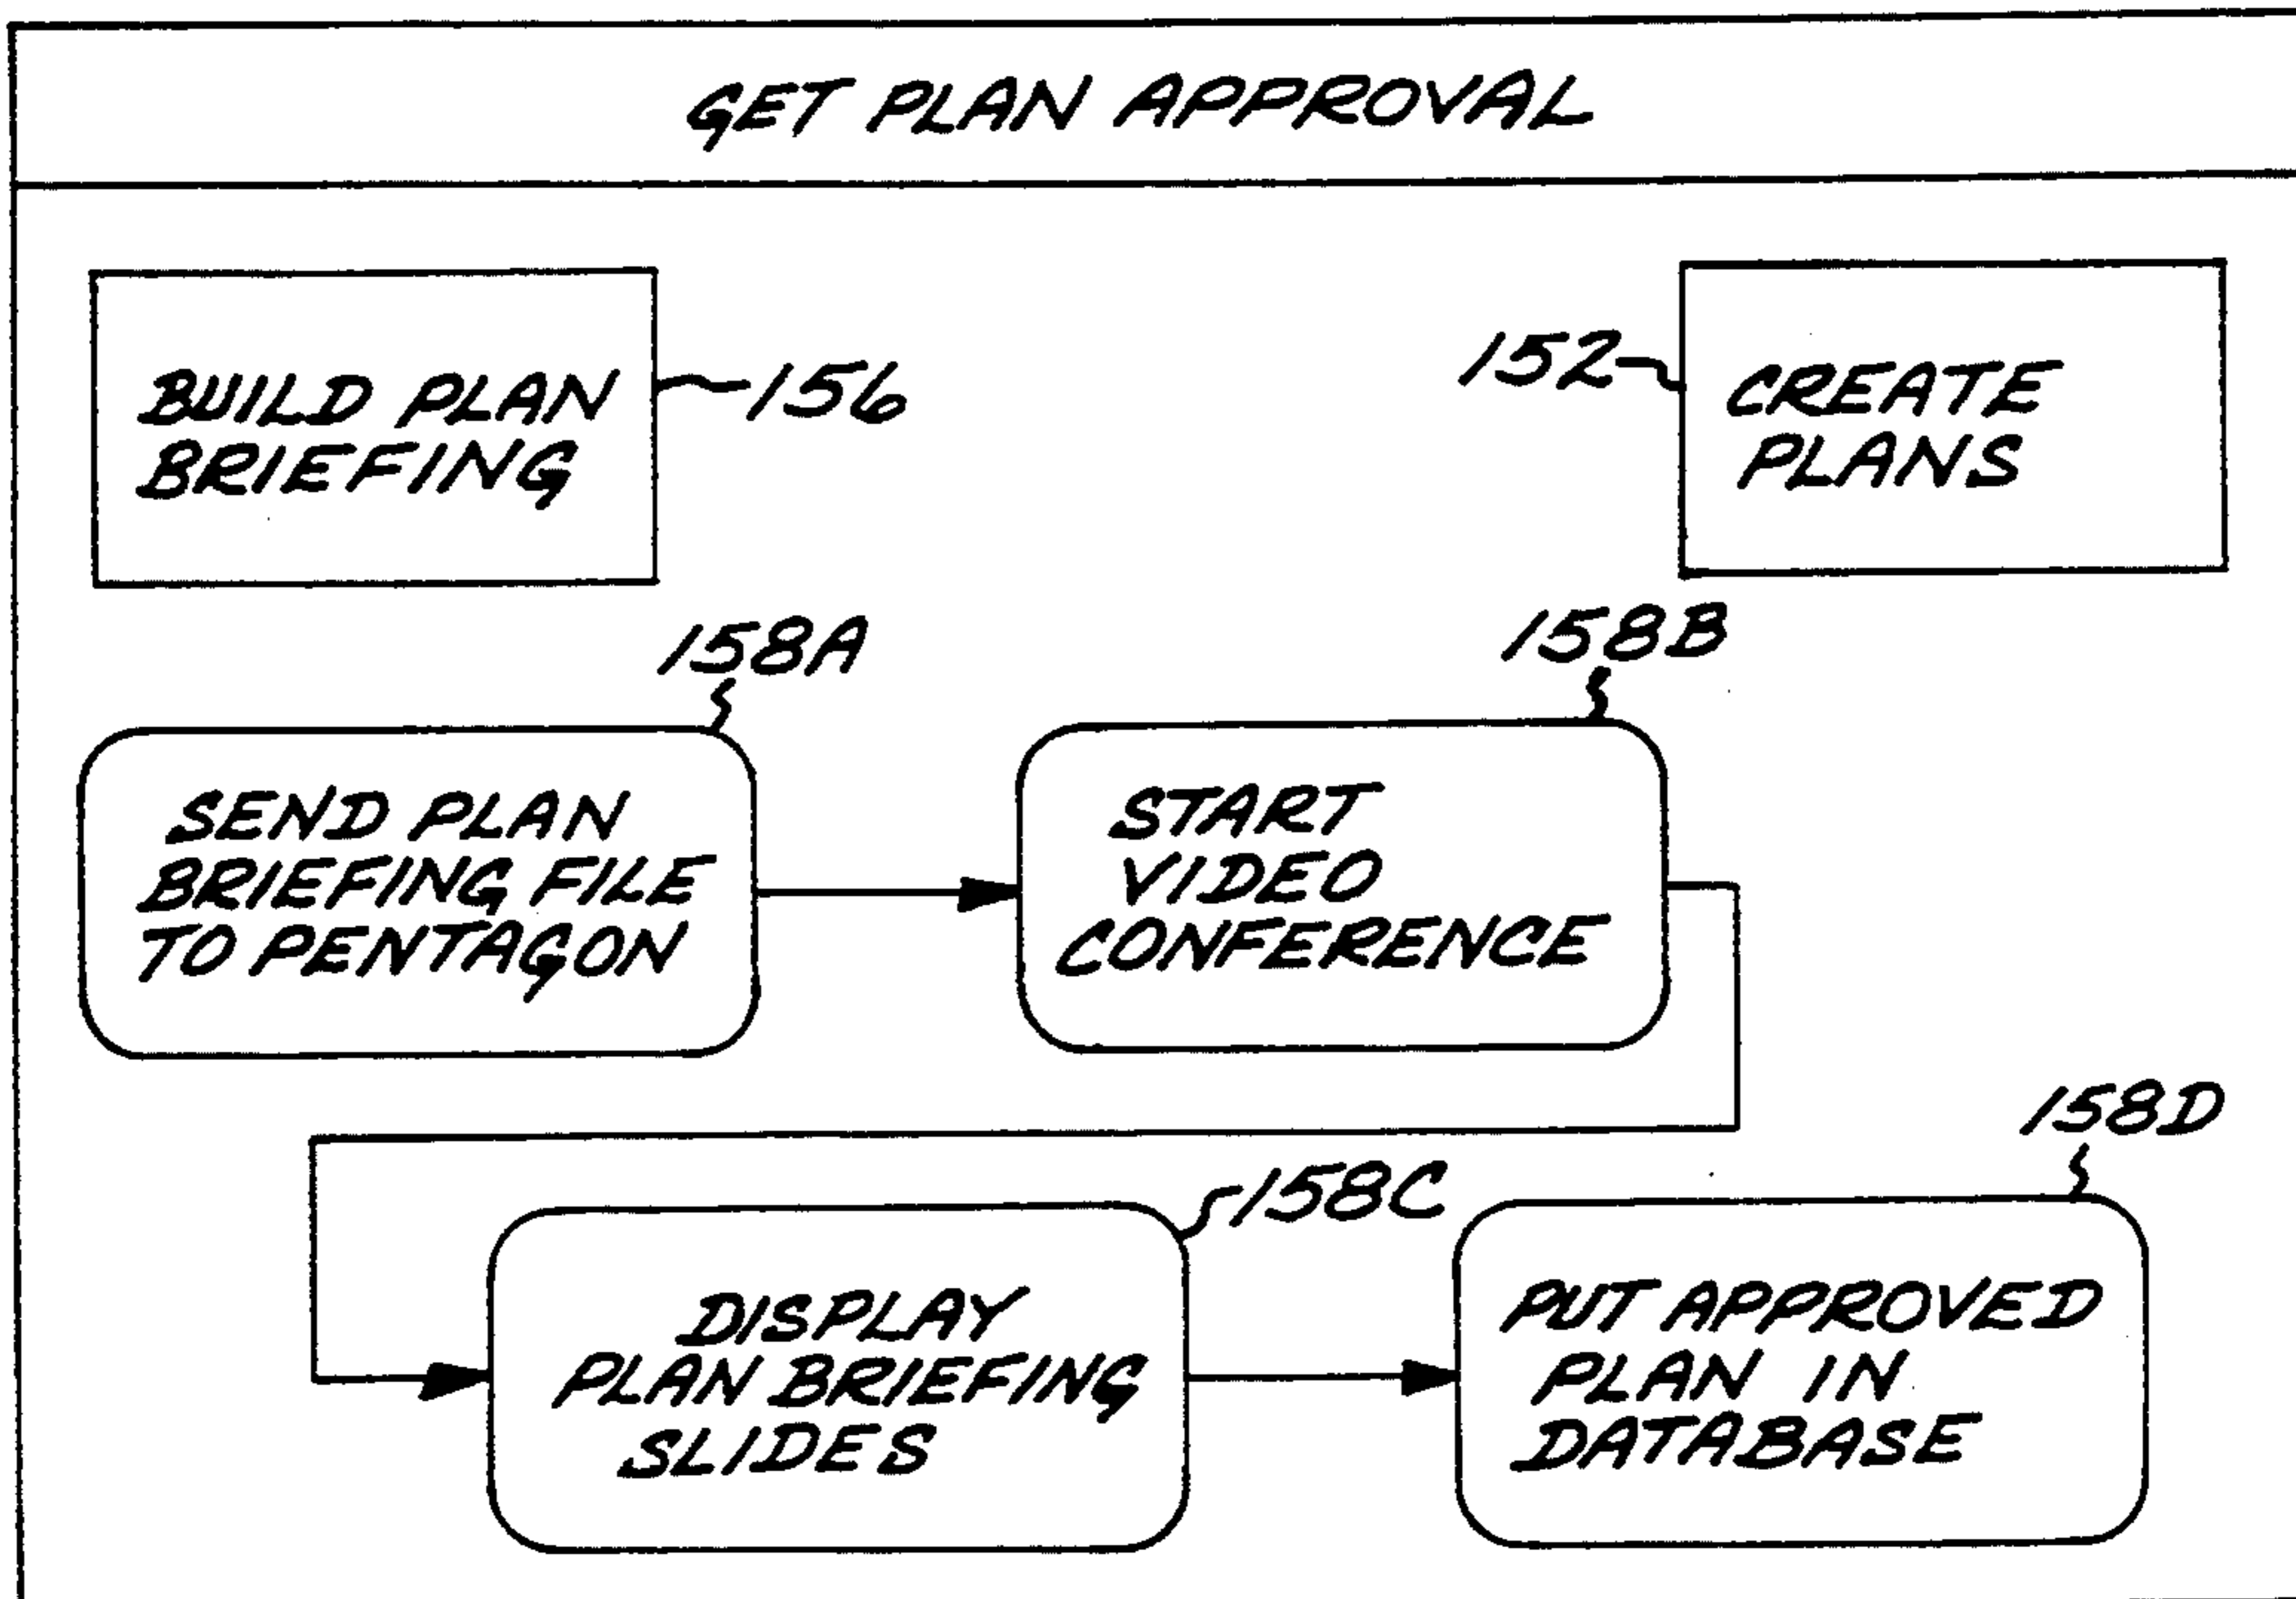 GET PLAN APPROVAL
BUILD PLAN
BRIEFING
156
152
CREATE
PLANS
158A
SEND PLAN
BRIEFING FILE
TO PENTAGON
158B
START
VIDEO
CONFERENCE
158C
DISPLAY
PLAN BRIEFING
SLIDES
158D
PUT APPROVED
PLAN IN
DATABASE